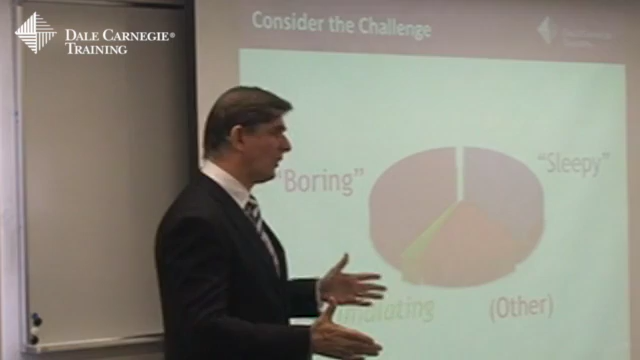 DALE CARNEGIE®
TRAINING
Consider the Challenge
"Boring"
"Sleepy"
(Other)